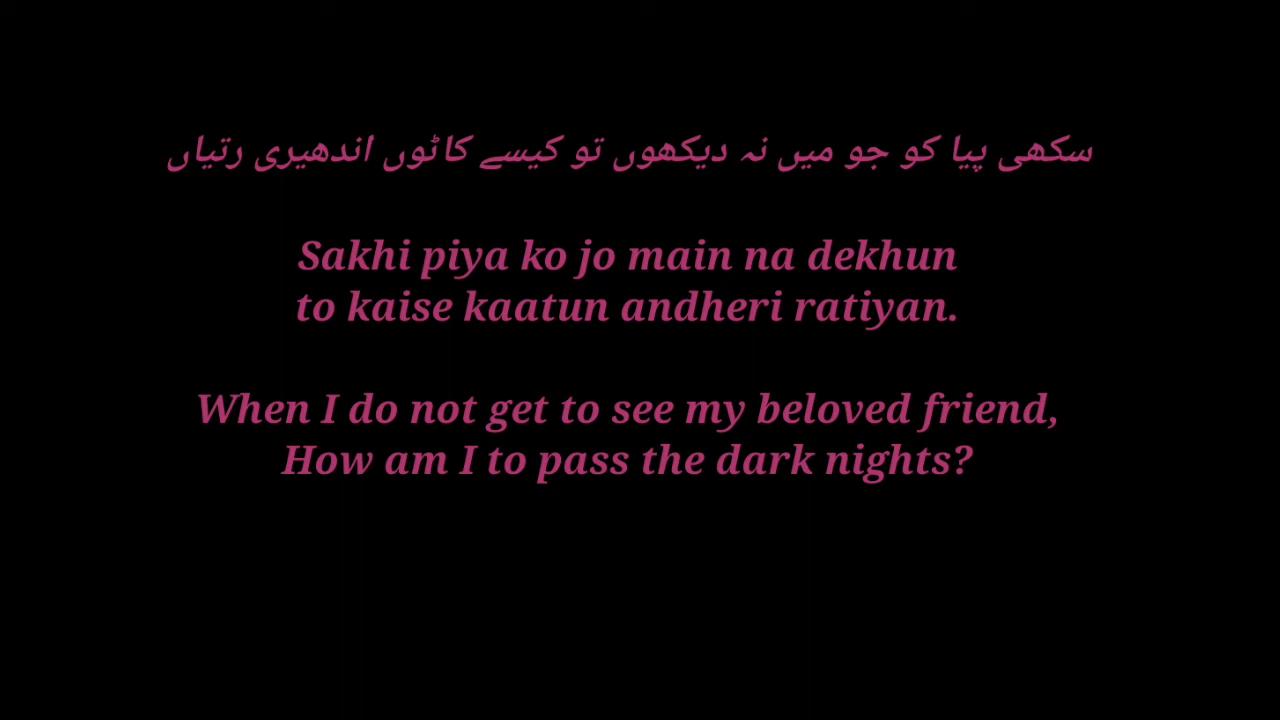 سکھی پیا کو جو میں نہ دیکھوں تو کیسے کاٹوں اندھیری رتیاں
Sakhi piya ko jo main na dekhun
to kaise kaatun andheri ratiyan.
When I do not get to see my beloved friend,
How am I to pass the dark nights?